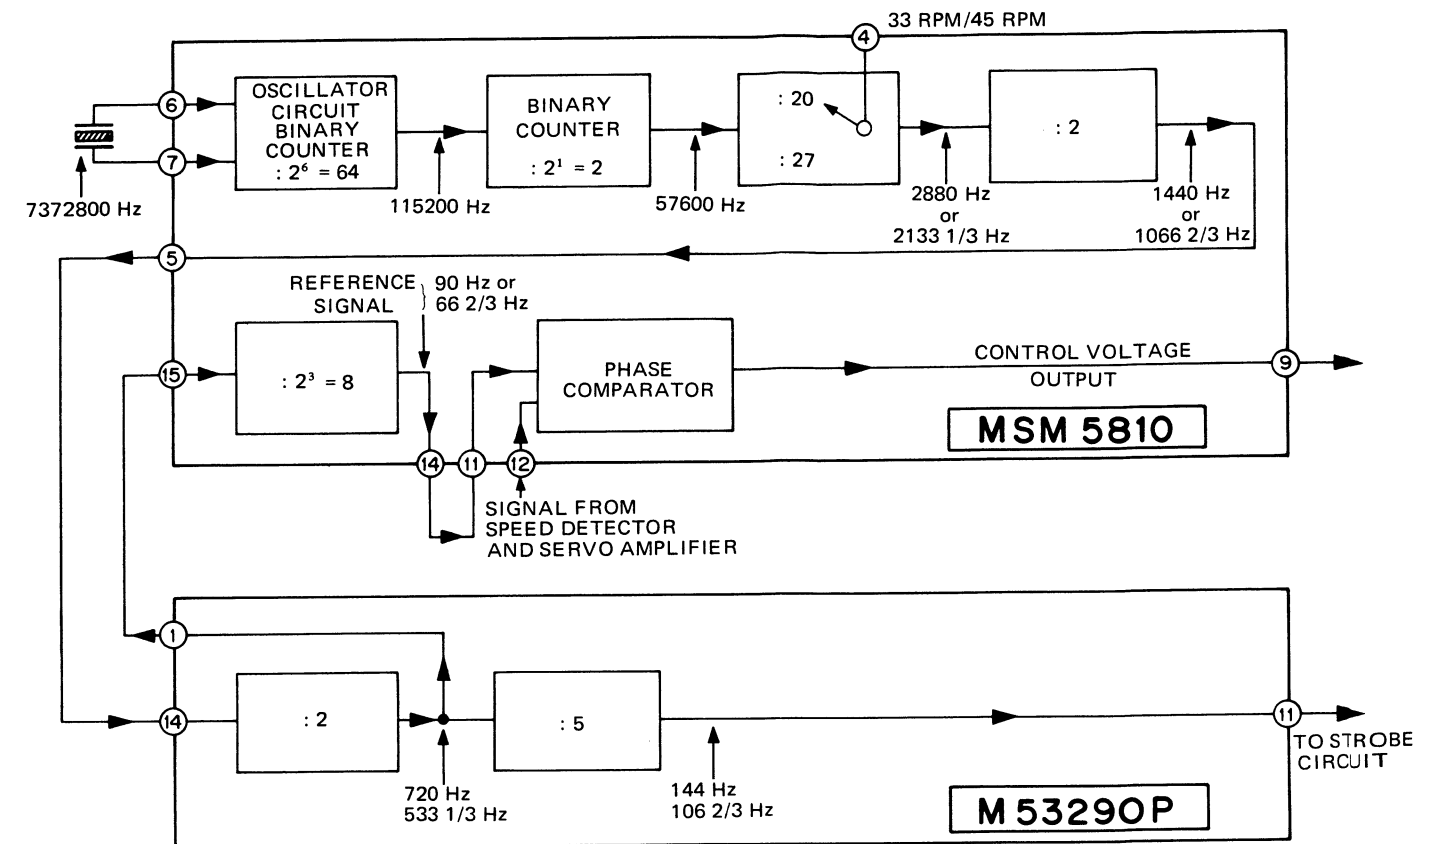 33 RPM/45 RPM
4
6
7
OSCILLATOR
CIRCUIT
BINARY
COUNTER
: 2⁶ = 64
BINARY
COUNTER
: 2¹ = 2
: 20
: 27
: 2
7372800 Hz
115200 Hz
57600 Hz
2880 Hz
or
2133 1/3 Hz
1440 Hz
or
1066 2/3 Hz
5
REFERENCE
SIGNAL
90 Hz or
66 2/3 Hz
15
: 2³ = 8
PHASE
COMPARATOR
CONTROL VOLTAGE
OUTPUT
9
MSM 5810
14
11
12
SIGNAL FROM
SPEED DETECTOR
AND SERVO AMPLIFIER
1
14
: 2
: 5
11
TO STROBE
CIRCUIT
720 Hz
533 1/3 Hz
144 Hz
106 2/3 Hz
M53290P